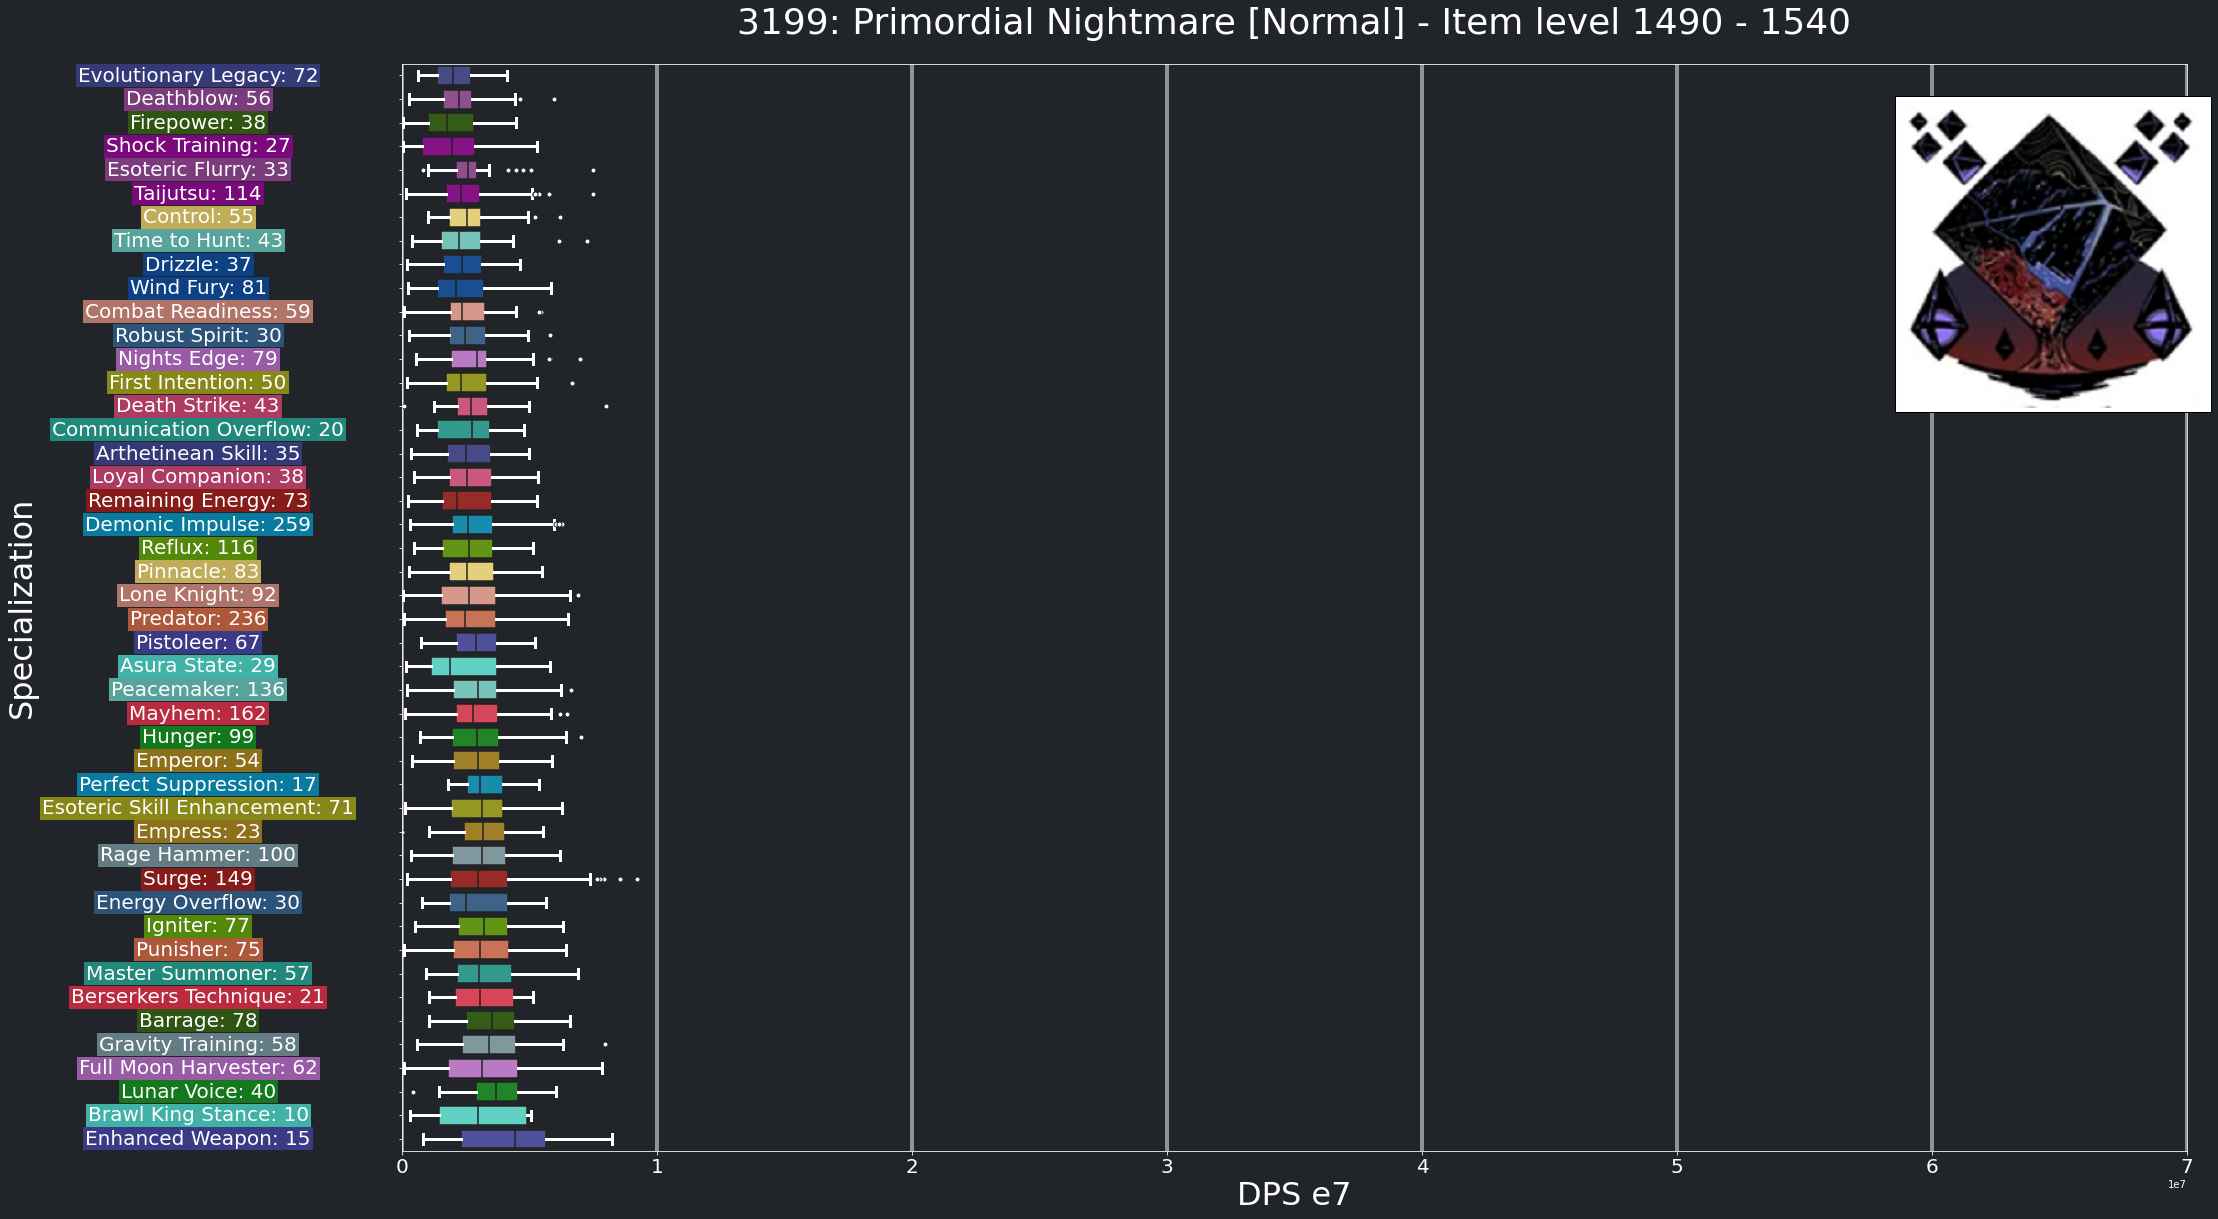 3199: Primordial Nightmare [Normal] - Item level 1490 - 1540
Evolutionary Legacy: 72
Deathblow: 56
Firepower: 38
Shock Training: 27
Esoteric Flurry: 33
Taijutsu: 114
Control: 55
Time to Hunt: 43
Drizzle: 37
Wind Fury: 81
Combat Readiness: 59
Robust Spirit: 30
Nights Edge: 79
First Intention: 50
Death Strike: 43
Communication Overflow: 20
Arthetinean Skill: 35
Loyal Companion: 38
Remaining Energy: 73
Demonic Impulse: 259
Reflux: 116
Pinnacle: 83
Lone Knight: 92
Predator: 236
Pistoleer: 67
Asura State: 29
Peacemaker: 136
Mayhem: 162
Hunger: 99
Emperor: 54
Perfect Suppression: 17
Esoteric Skill Enhancement: 71
Empress: 23
Rage Hammer: 100
Surge: 149
Energy Overflow: 30
Igniter: 77
Punisher: 75
Master Summoner: 57
Berserkers Technique: 21
Barrage: 78
Gravity Training: 58
Full Moon Harvester: 62
Lunar Voice: 40
Brawl King Stance: 10
Enhanced Weapon: 15
Specialization
0 1 2 3 4 5 6 7
1e7
DPS e7